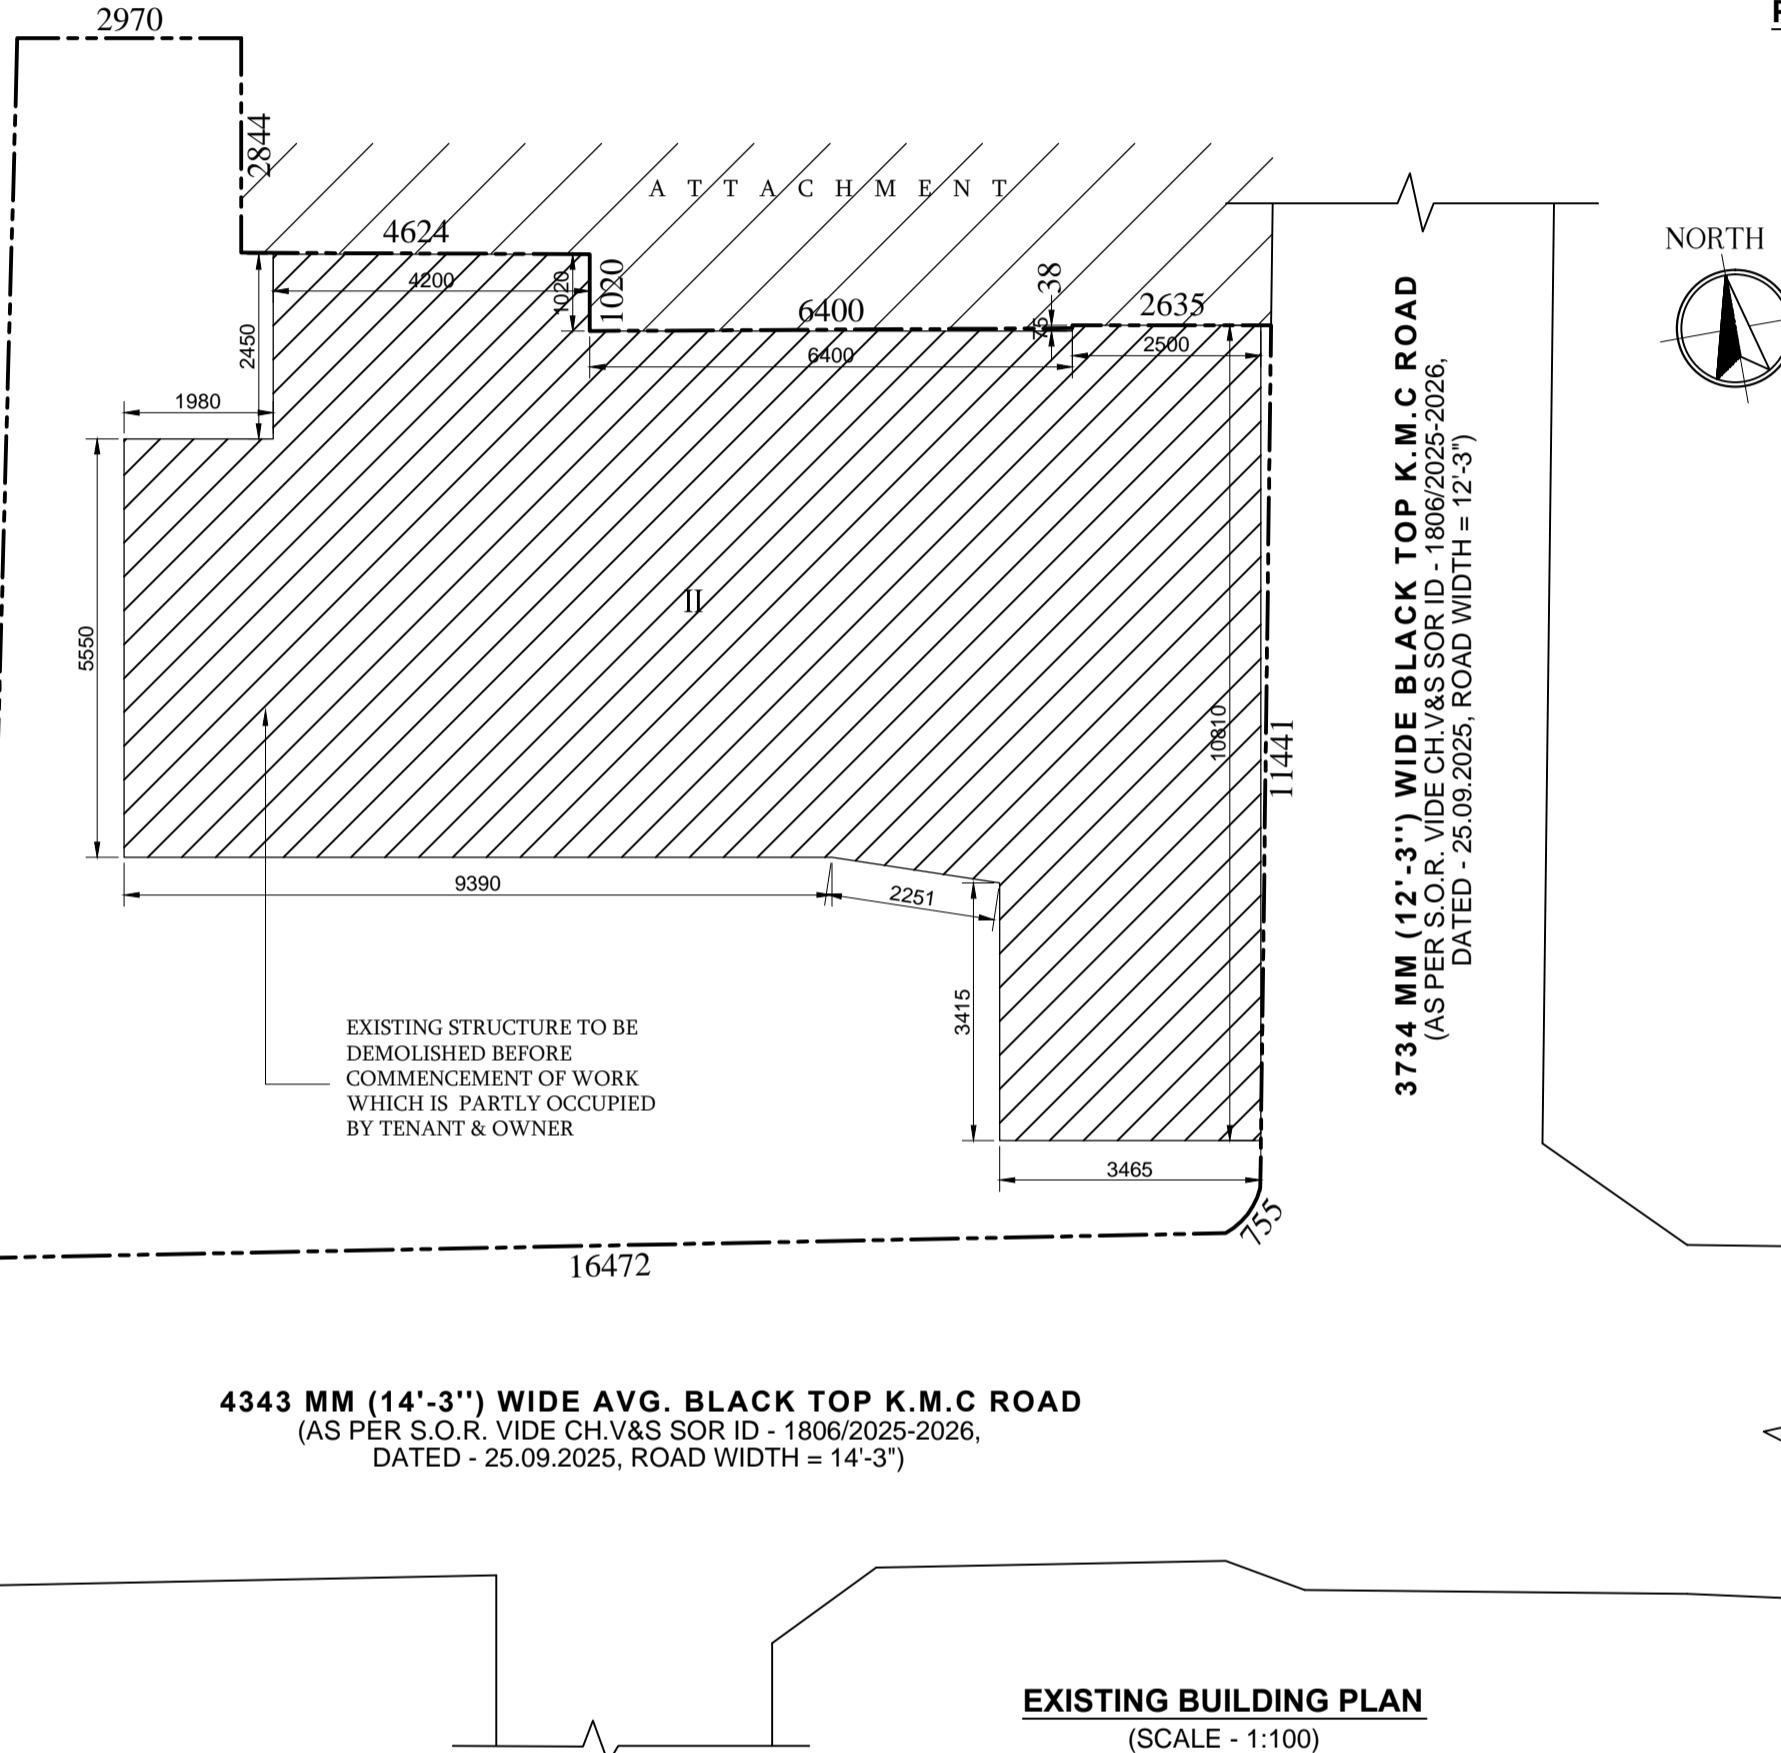 2970
2844
A T T A C H M E N T
4624
4200
1020
1020
38
6400
2635
75
6400
2500
NORTH
2450
1980
II
5550
10810
11441
3734 MM (12'-3'') WIDE BLACK TOP K.M.C ROAD
(AS PER S.O.R. VIDE CH.V&S SOR ID - 1806/2025-2026,
DATED - 25.09.2025, ROAD WIDTH = 12'-3")
9390
2251
3415
EXISTING STRUCTURE TO BE
DEMOLISHED BEFORE
COMMENCEMENT OF WORK
WHICH IS PARTLY OCCUPIED
BY TENANT & OWNER
3465
755
16472
4343 MM (14'-3'') WIDE AVG. BLACK TOP K.M.C ROAD
(AS PER S.O.R. VIDE CH.V&S SOR ID - 1806/2025-2026,
DATED - 25.09.2025, ROAD WIDTH = 14'-3")
EXISTING BUILDING PLAN
(SCALE - 1:100)